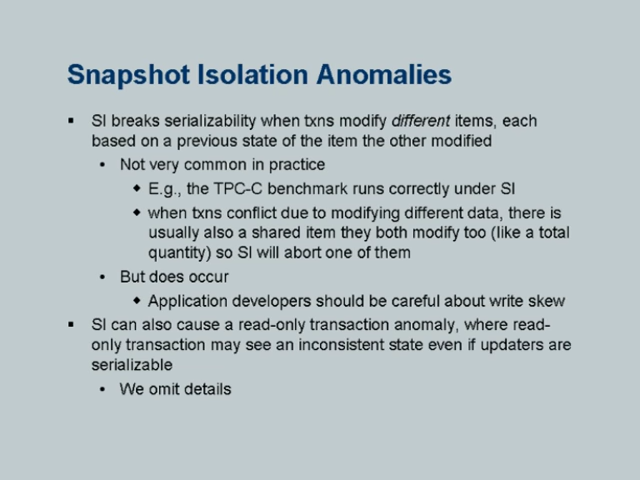 Snapshot Isolation Anomalies
▪ SI breaks serializability when txns modify different items, each
based on a previous state of the item the other modified
• Not very common in practice
◆ E.g., the TPC-C benchmark runs correctly under SI
◆ when txns conflict due to modifying different data, there is
usually also a shared item they both modify too (like a total
quantity) so SI will abort one of them
• But does occur
◆ Application developers should be careful about write skew
▪ SI can also cause a read-only transaction anomaly, where read-
only transaction may see an inconsistent state even if updaters are
serializable
• We omit details